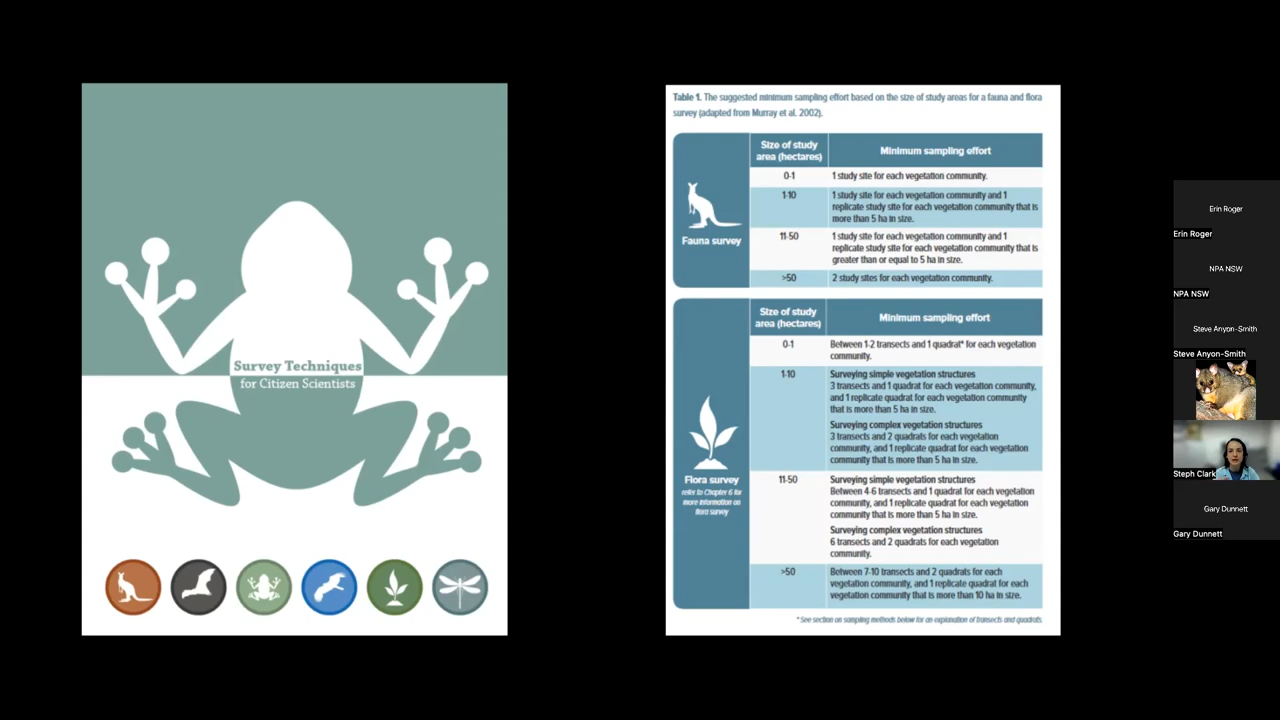 Survey Techniques
for Citizen Scientists
Table 1. The suggested minimum sampling effort based on the size of study areas for a fauna and flora
survey (adapted from Murray et al. 2002).
Fauna survey
Size of study
area (hectares)
Minimum sampling effort
0-1
1 study site for each vegetation community.
1-10
1 study site for each vegetation community and 1
replicate study site for each vegetation community that is
more than 5 ha in size.
11-50
1 study site for each vegetation community and 1
replicate study site for each vegetation community that is
greater than or equal to 5 ha in size.
>50
2 study sites for each vegetation community.
Flora survey
refer to Chapter 6 for
more information on
flora survey
Size of study
area (hectares)
Minimum sampling effort
0-1
Between 1-2 transects and 1 quadrat* for each vegetation
community.
1-10
Surveying simple vegetation structures
3 transects and 1 quadrat for each vegetation community,
and 1 replicate quadrat for each vegetation community
that is more than 5 ha in size.
Surveying complex vegetation structures
3 transects and 2 quadrats for each vegetation
community, and 1 replicate quadrat for each vegetation
community that is more than 5 ha in size.
11-50
Surveying simple vegetation structures
Between 4-6 transects and 1 quadrat for each vegetation
community, and 1 replicate quadrat for each vegetation
community that is more than 5 ha in size.
Surveying complex vegetation structures
6 transects and 2 quadrats for each vegetation
community.
>50
Between 7-10 transects and 2 quadrats for each
vegetation community, and 1 replicate quadrat for each
vegetation community that is more than 10 ha in size.
* See section on sampling methods below for an explanation of transects and quadrats.
Erin Roger
Erin Roger
NPA NSW
NPA NSW
Steve Anyon-Smith
Steve Anyon-Smith
Steph Clark
Gary Dunnett
Gary Dunnett